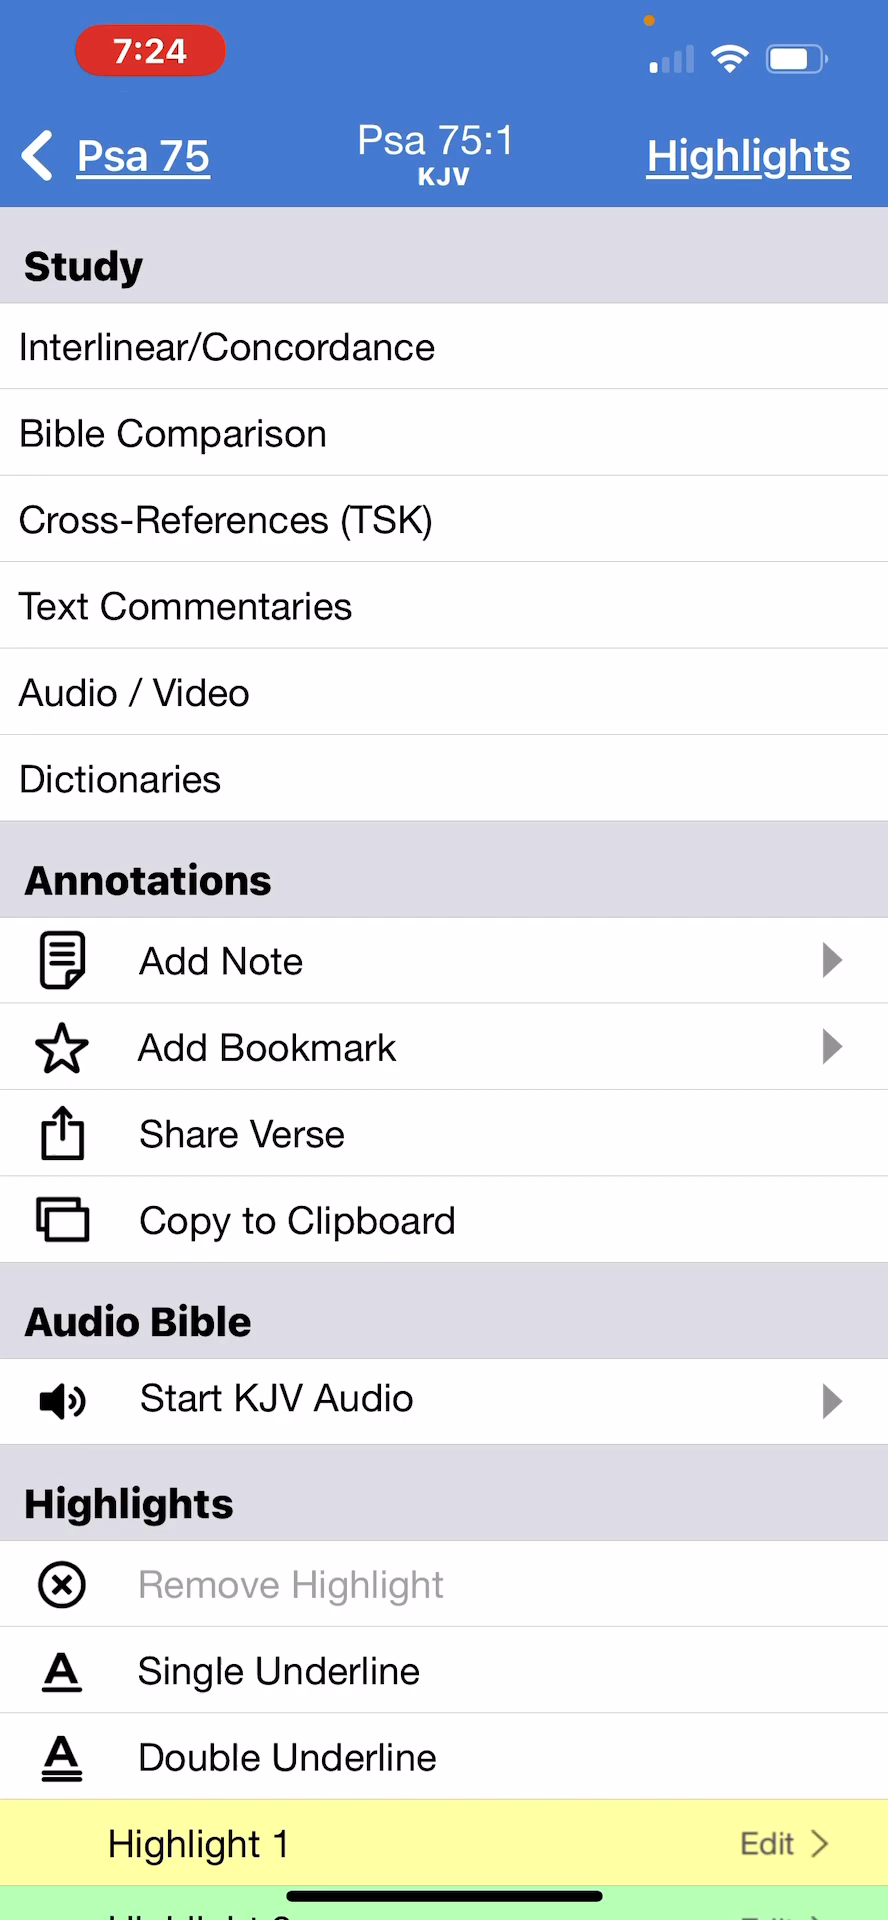 7:24
Psa 75
Psa 75:1
KJV
Highlights
Study
Interlinear/Concordance
Bible Comparison
Cross-References (TSK)
Text Commentaries
Audio / Video
Dictionaries
Annotations
Add Note
Add Bookmark
Share Verse
Copy to Clipboard
Audio Bible
Start KJV Audio
Highlights
Remove Highlight
A Single Underline
A Double Underline
Highlight 1 Edit